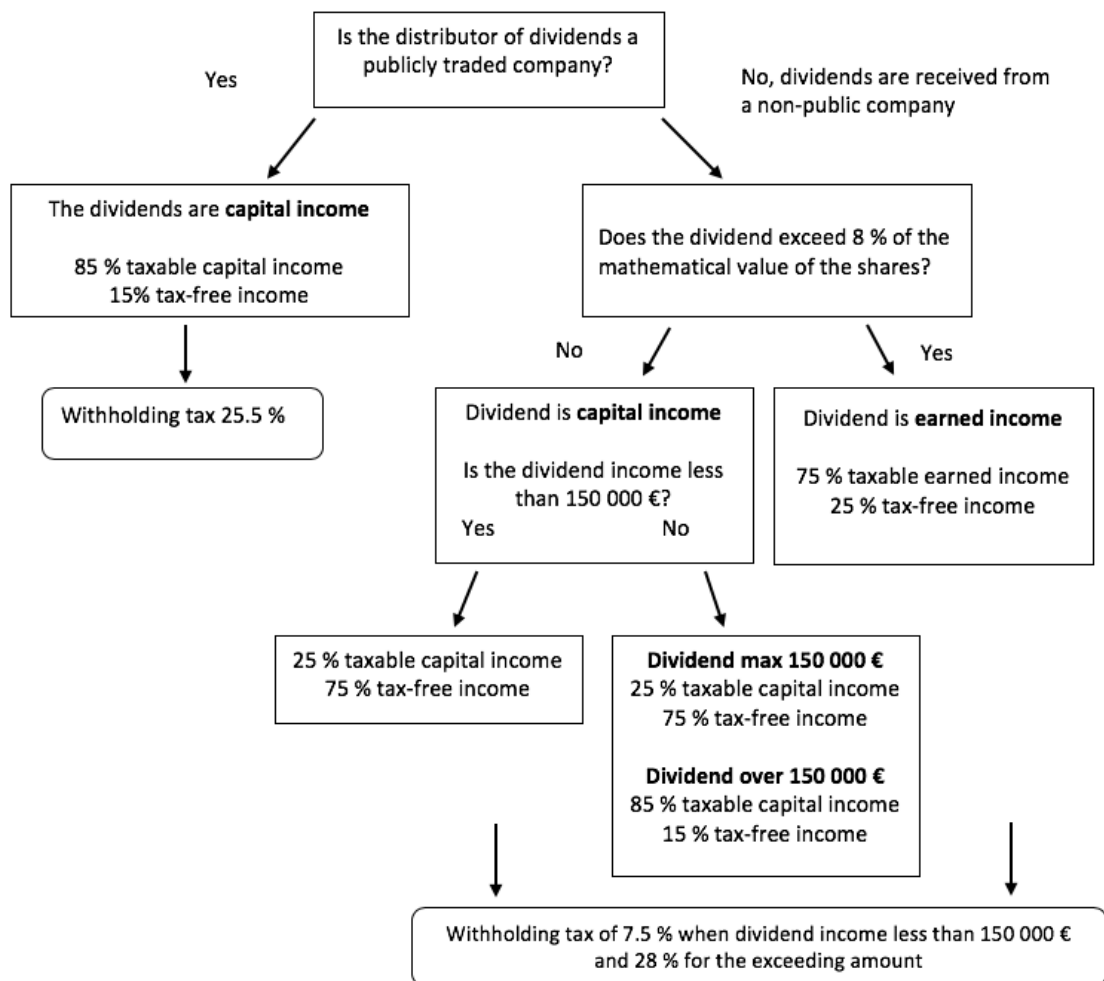 Is the distributor of dividends a
publicly traded company?
Yes
No, dividends are received from
a non-public company
The dividends are capital income
85 % taxable capital income
15% tax-free income
Does the dividend exceed 8 % of the
mathematical value of the shares?
Withholding tax 25.5 %
No
Yes
Dividend is capital income
Is the dividend income less
than 150 000 €?
Yes
No
Dividend is earned income
75 % taxable earned income
25 % tax-free income
25 % taxable capital income
75 % tax-free income
Dividend max 150 000 €
25 % taxable capital income
75 % tax-free income
Dividend over 150 000 €
85 % taxable capital income
15 % tax-free income
Withholding tax of 7.5 % when dividend income less than 150 000 €
and 28 % for the exceeding amount